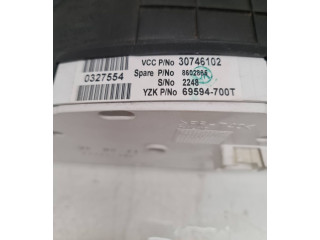 VCC P/No 30746102
0327554
Spare P/No 8602866
S/No 2248
YZK P/No 69594-700T